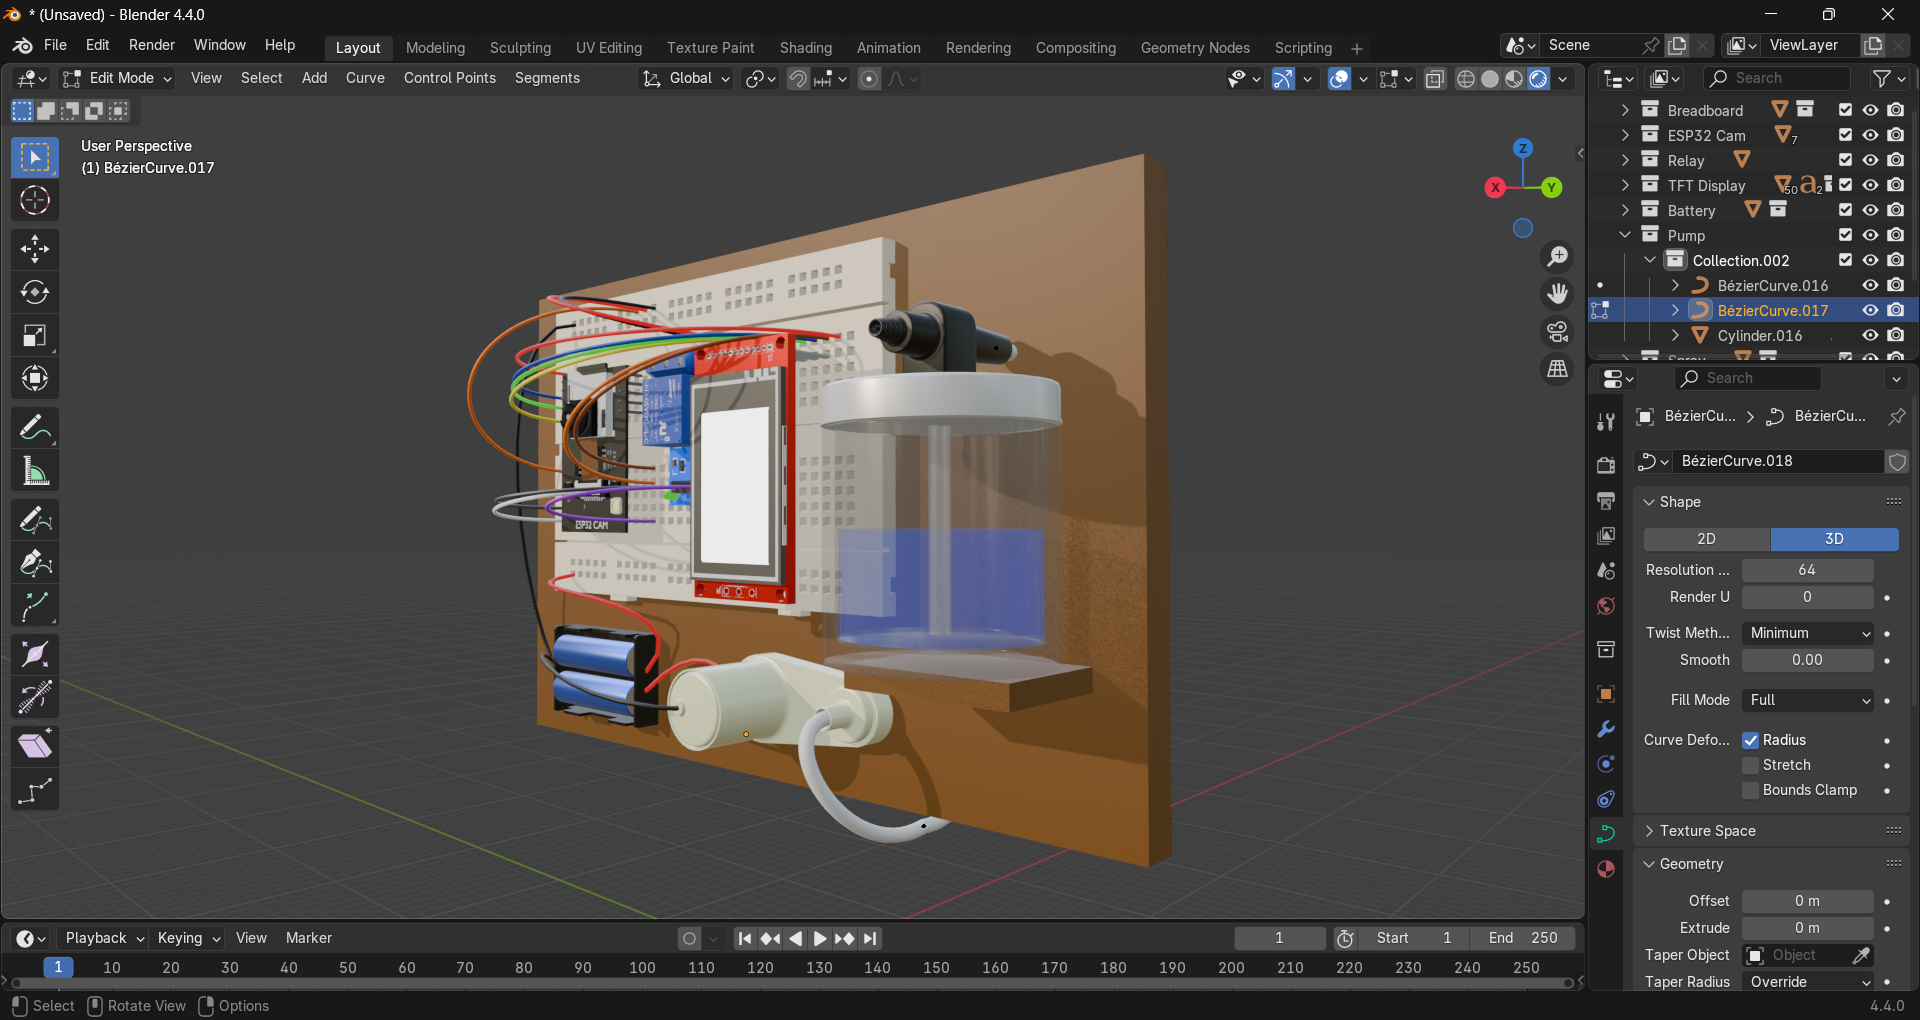 * (Unsaved) - Blender 4.4.0
File Edit Render Window Help
Layout Modeling Sculpting UV Editing Texture Paint Shading Animation Rendering Compositing Geometry Nodes Scripting +
Scene
ViewLayer
Edit Mode View Select Add Curve Control Points Segments
Global
Search
User Perspective
(1) BézierCurve.017
Z
X
Y
Breadboard
ESP32 Cam 7
Relay
TFT Display 50 a 2
Battery
Pump
Collection.002
BézierCurve.016
BézierCurve.017
Cylinder.016
Search
BézierCu... > BézierCu...
BézierCurve.018
Shape
2D 3D
Resolution ... 64
Render U 0
Twist Meth... Minimum
Smooth 0.00
Fill Mode Full
Curve Defo... Radius
Stretch
Bounds Clamp
Texture Space
Geometry
Offset 0 m
Extrude 0 m
Taper Object Object
Taper Radius Override
ESP32 CAM
Playback Keying View Marker
1
Start 1
End 250
1 10 20 30 40 50 60 70 80 90 100 110 120 130 140 150 160 170 180 190 200 210 220 230 240 250
Select Rotate View Options
4.4.0